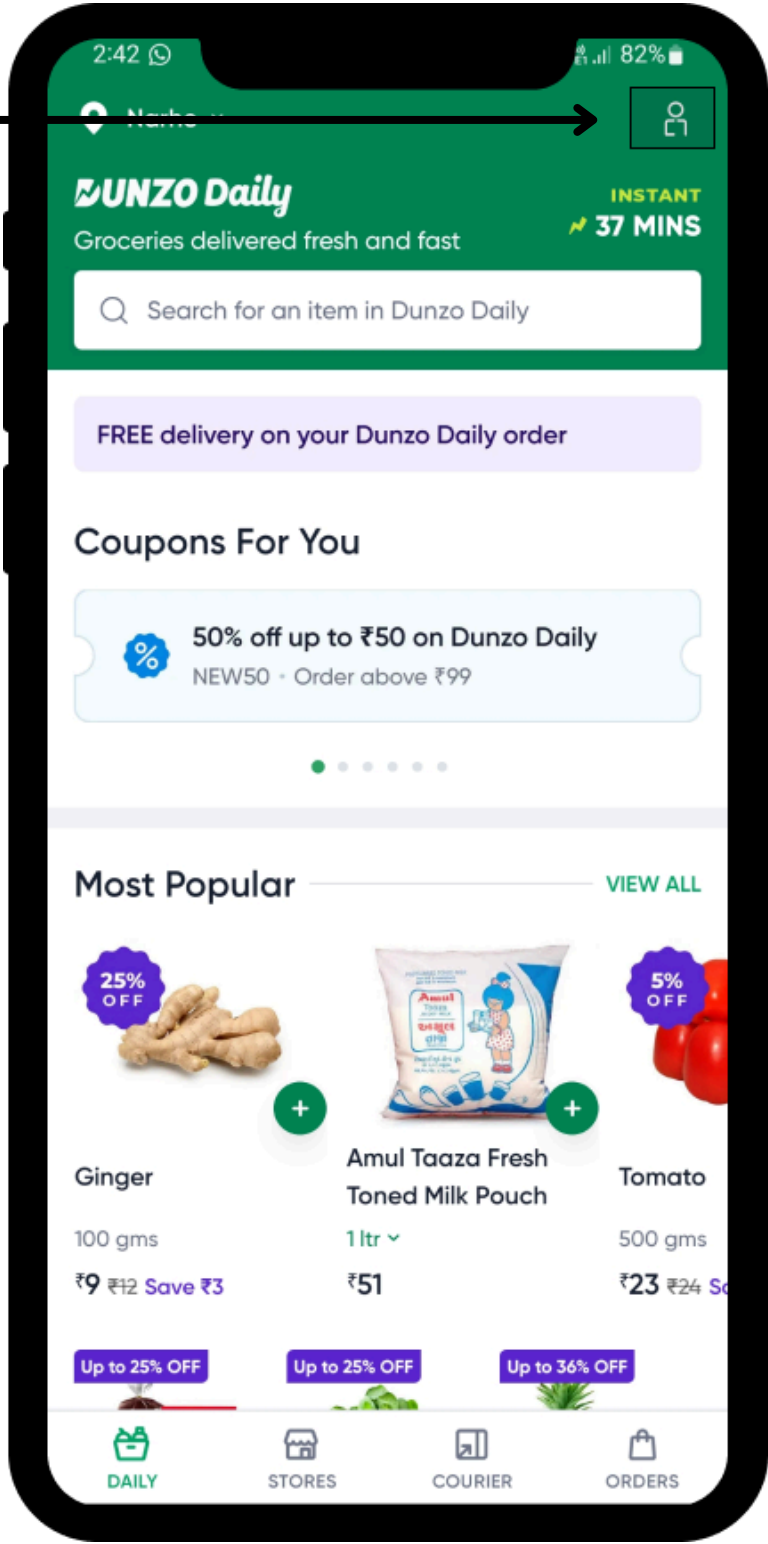 2:42
82%
Narhe
DUNZO Daily
Groceries delivered fresh and fast
INSTANT
37 MINS
Search for an item in Dunzo Daily
FREE delivery on your Dunzo Daily order
Coupons For You
50% off up to ₹50 on Dunzo Daily
NEW50 • Order above ₹99
Most Popular
VIEW ALL
25%
OFF
Amul
Taaza
અમૂલ
તાજા
5%
OFF
Ginger
100 gms
₹9 ₹12 Save ₹3
Amul Taaza Fresh
Toned Milk Pouch
1 ltr
₹51
Tomato
500 gms
₹23 ₹24
Up to 25% OFF
Up to 25% OFF
Up to 36% OFF
DAILY
STORES
COURIER
ORDERS